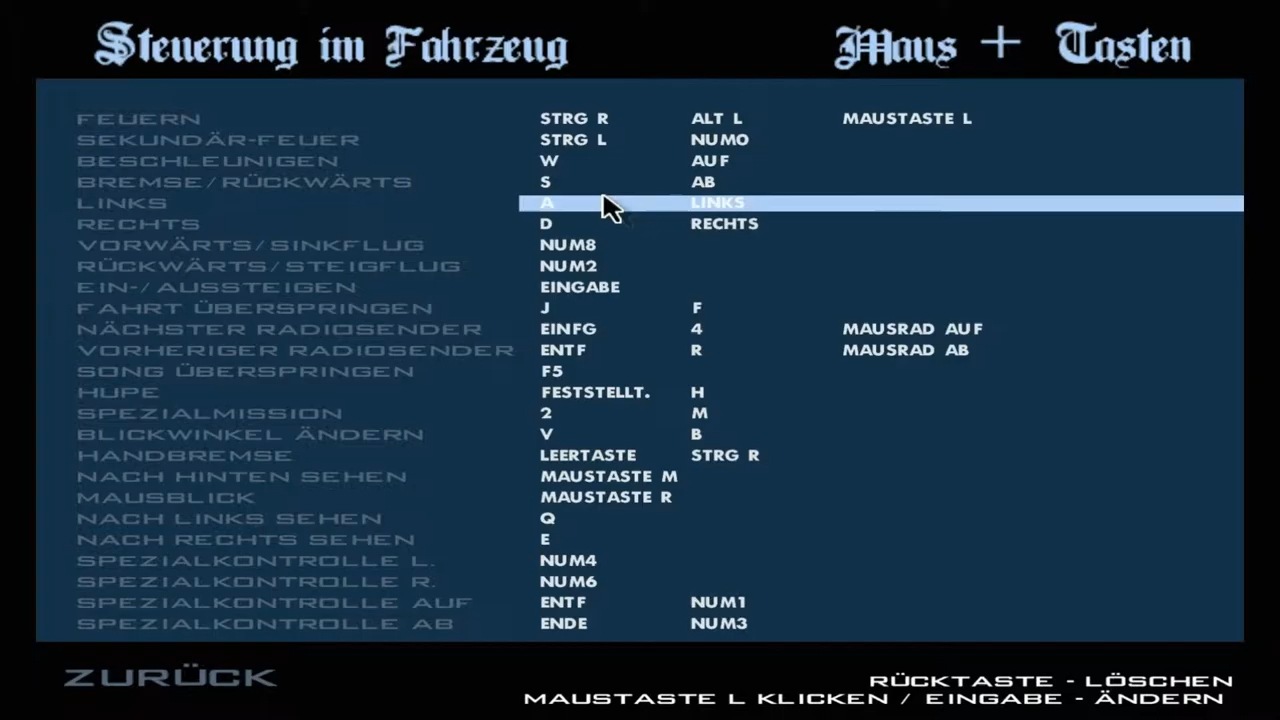 Steuerung im Fahrzeug Maus + Tasten
FEUERN STRG R ALT L MAUSTASTE L
SEKUNDÄR-FEUER STRG L NUM0
BESCHLEUNIGEN W AUF
BREMSE/RÜCKWÄRTS S AB
LINKS A LINKS
RECHTS D RECHTS
VORWÄRTS/SINKFLUG NUM8
RÜCKWÄRTS/STEIGFLUG NUM2
EIN-/AUSSTEIGEN EINGABE
FAHRT ÜBERSPRINGEN J F
NÄCHSTER RADIOSENDER EINFG 4 MAUSRAD AUF
VORHERIGER RADIOSENDER ENTF R MAUSRAD AB
SONG ÜBERSPRINGEN F5
HUPE FESTSTELLT. H
SPEZIALMISSION 2 M
BLICKWINKEL ÄNDERN V B
HANDBREMSE LEERTASTE STRG R
NACH HINTEN SEHEN MAUSTASTE M
MAUSBLICK MAUSTASTE R
NACH LINKS SEHEN Q
NACH RECHTS SEHEN E
SPEZIALKONTROLLE L. NUM4
SPEZIALKONTROLLE R. NUM6
SPEZIALKONTROLLE AUF ENTF NUM1
SPEZIALKONTROLLE AB ENDE NUM3
ZURÜCK
RÜCKTASTE - LÖSCHEN
MAUSTASTE L KLICKEN / EINGABE - ÄNDERN